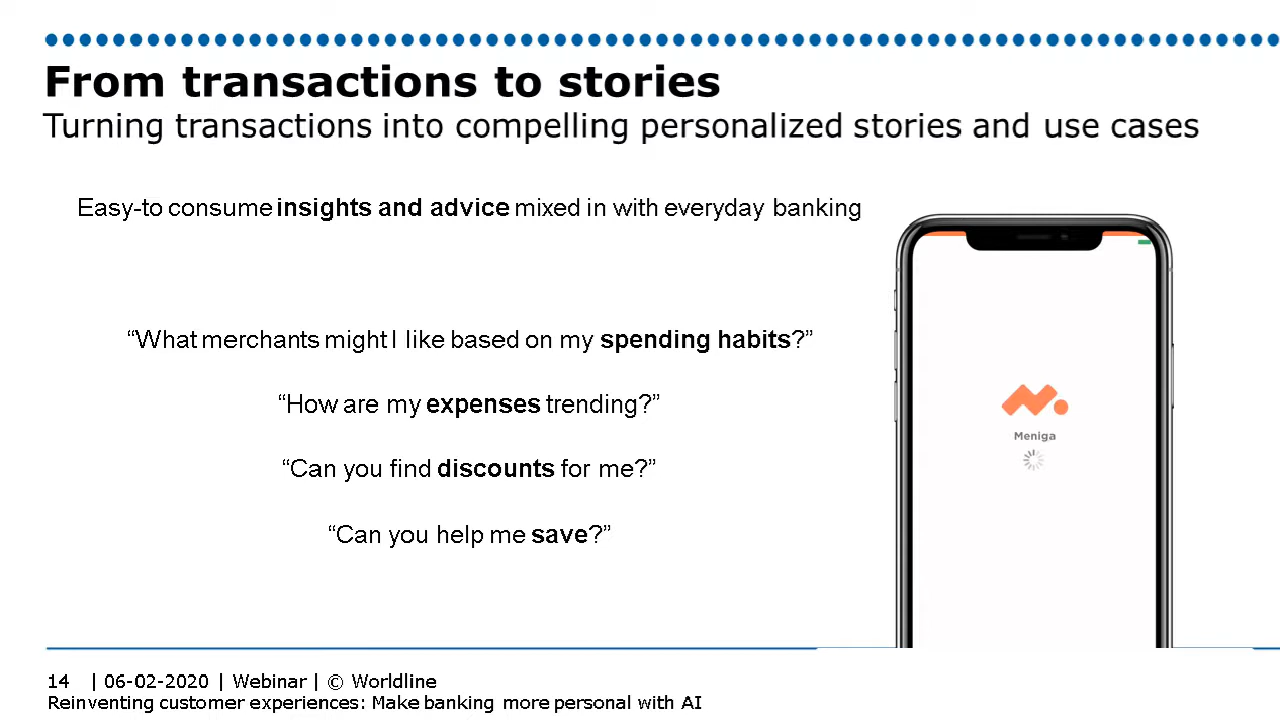 From transactions to stories
Turning transactions into compelling personalized stories and use cases
Easy-to consume insights and advice mixed in with everyday banking
“What merchants might I like based on my spending habits?”
“How are my expenses trending?”
“Can you find discounts for me?”
“Can you help me save?”
Meniga
14 | 06-02-2020 | Webinar | © Worldline
Reinventing customer experiences: Make banking more personal with AI